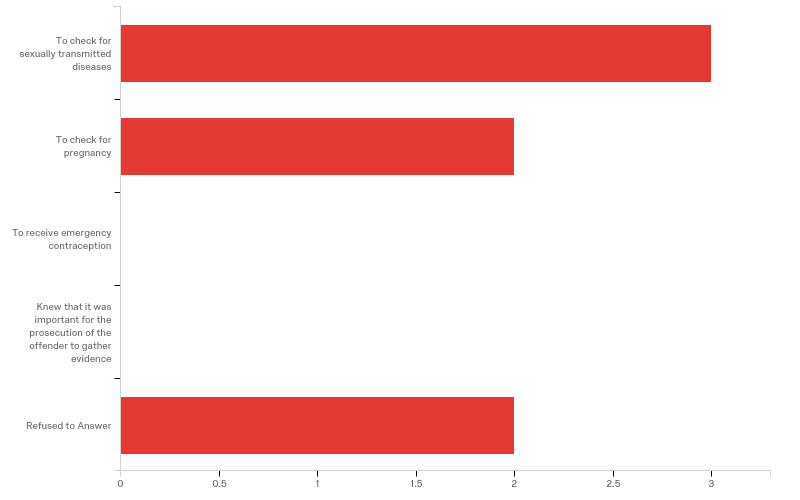 To check for
sexually transmitted
diseases
To check for
pregnancy
To receive emergency
contraception
Knew that it was
important for the
prosecution of the
offender to gather
evidence
Refused to Answer
0 0.5 1 1.5 2 2.5 3